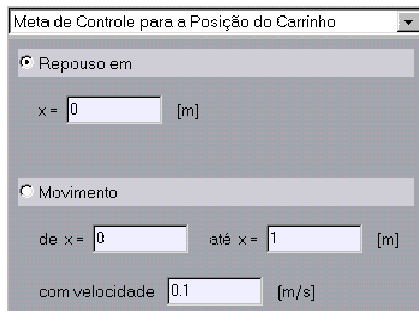 Meta de Controle para a Posição do Carrinho
Repouso em
x = 0 [m]
Movimento
de x = 0 até x = 1 [m]
com velocidade 0.1 [m/s]